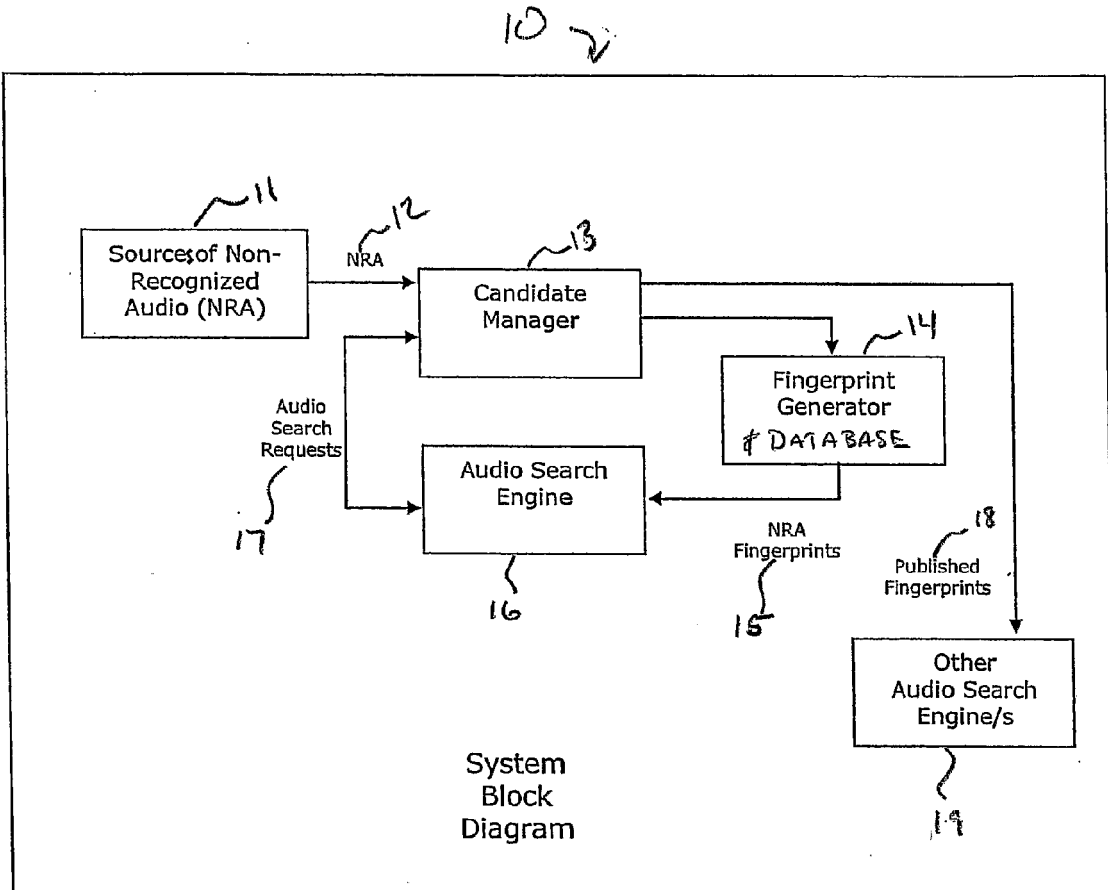 10
11
Sources of Non-
Recognized
Audio (NRA)
12
NRA
13
Candidate
Manager
14
Fingerprint
Generator
& DATABASE
Audio
Search
Requests
17
Audio Search
Engine
16
NRA
Fingerprints
15
18
Published
Fingerprints
Other
Audio Search
Engine/s
19
System
Block
Diagram